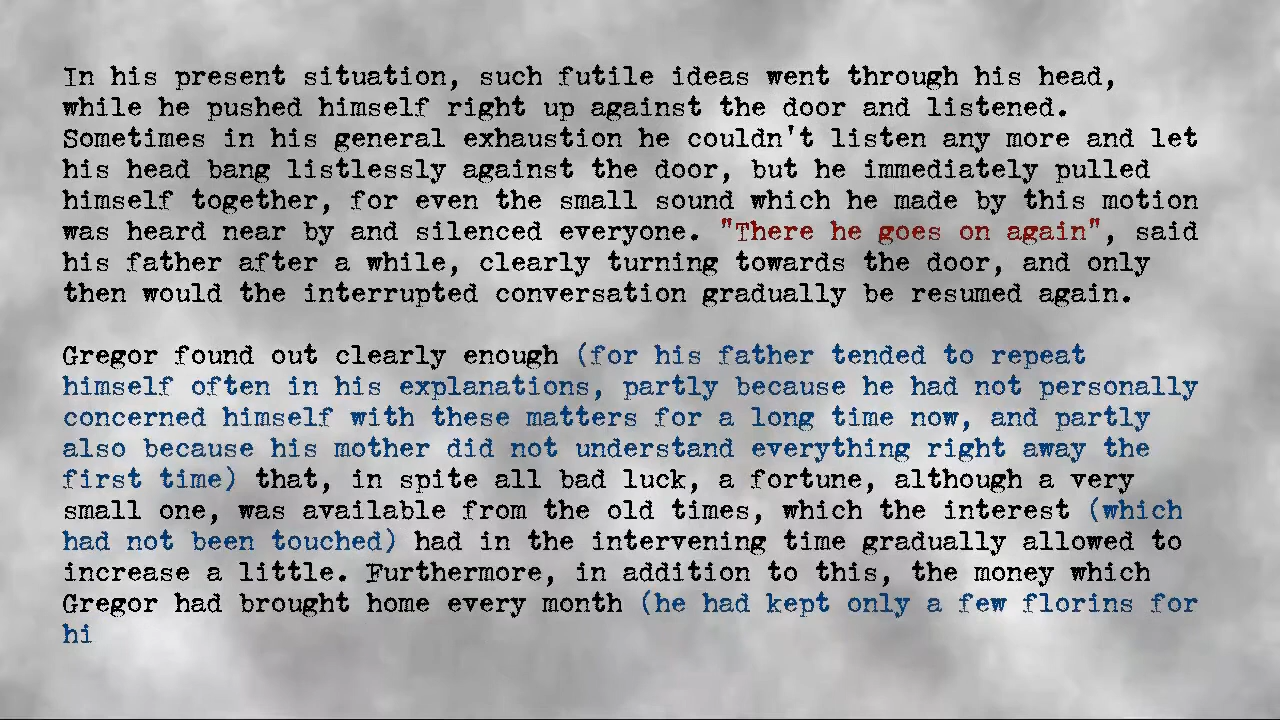 In his present situation, such futile ideas went through his head,
while he pushed himself right up against the door and listened.
Sometimes in his general exhaustion he couldn't listen any more and let
his head bang listlessly against the door, but he immediately pulled
himself together, for even the small sound which he made by this motion
was heard near by and silenced everyone. "There he goes on again", said
his father after a while, clearly turning towards the door, and only
then would the interrupted conversation gradually be resumed again.

Gregor found out clearly enough (for his father tended to repeat
himself often in his explanations, partly because he had not personally
concerned himself with these matters for a long time now, and partly
also because his mother did not understand everything right away the
first time) that, in spite all bad luck, a fortune, although a very
small one, was available from the old times, which the interest (which
had not been touched) had in the intervening time gradually allowed to
increase a little. Furthermore, in addition to this, the money which
Gregor had brought home every month (he had kept only a few florins for
hi